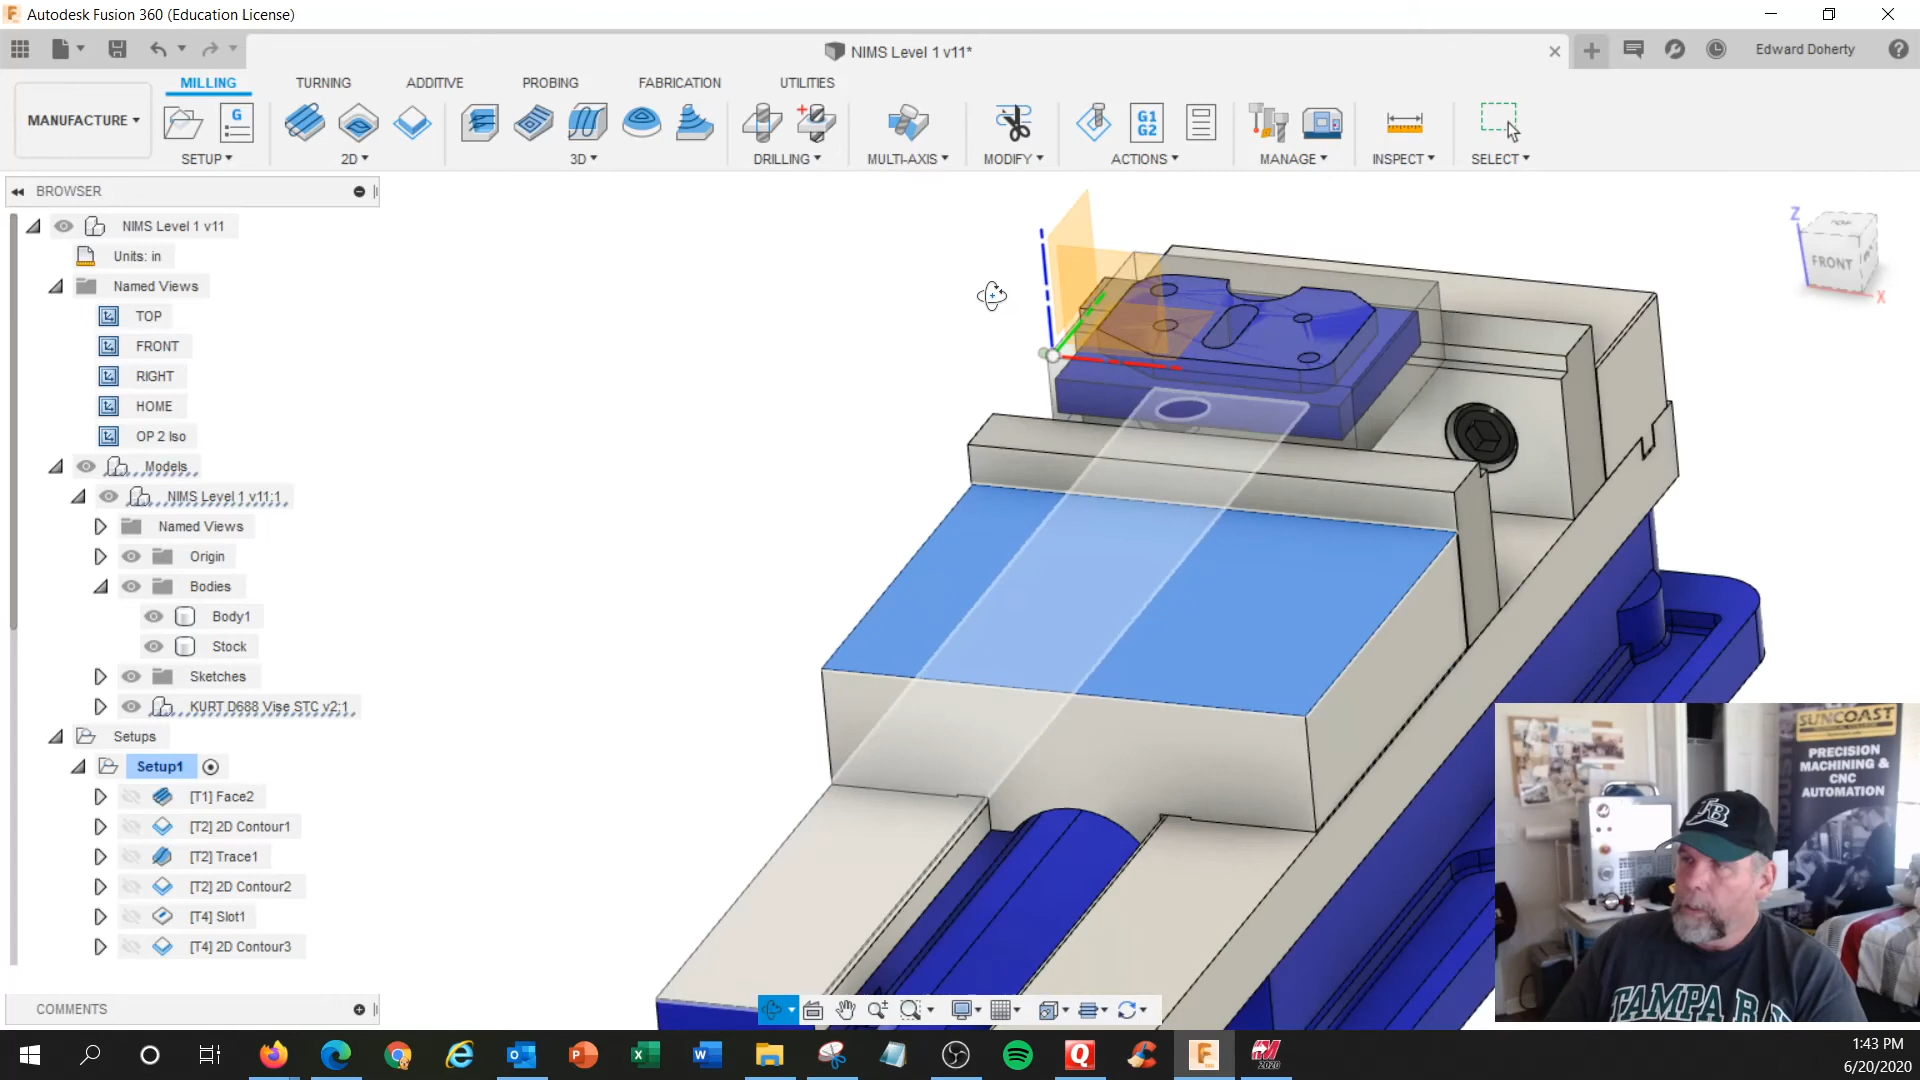 Autodesk Fusion 360 (Education License)
NIMS Level 1 v11*
Edward Doherty
MILLING
TURNING
ADDITIVE
PROBING
FABRICATION
UTILITIES
MANUFACTURE
G
G1
G2
SETUP
2D
3D
DRILLING
MULTI-AXIS
MODIFY
ACTIONS
MANAGE
INSPECT
SELECT
BROWSER
NIMS Level 1 v11
Units: in
Named Views
TOP
FRONT
RIGHT
HOME
OP 2 Iso
Models
NIMS Level 1 v11:1
Named Views
Origin
Bodies
Body1
Stock
Sketches
KURT D688 Vise STC v2:1
Setups
Setup1
[T1] Face2
[T2] 2D Contour1
[T2] Trace1
[T2] 2D Contour2
[T4] Slot1
[T4] 2D Contour3
COMMENTS
Z
TOP
FRONT
X
SUNCOAST
PRECISION
MACHINING &
CNC
AUTOMATION
TB
TAMPA BA
1:43 PM
6/20/2020